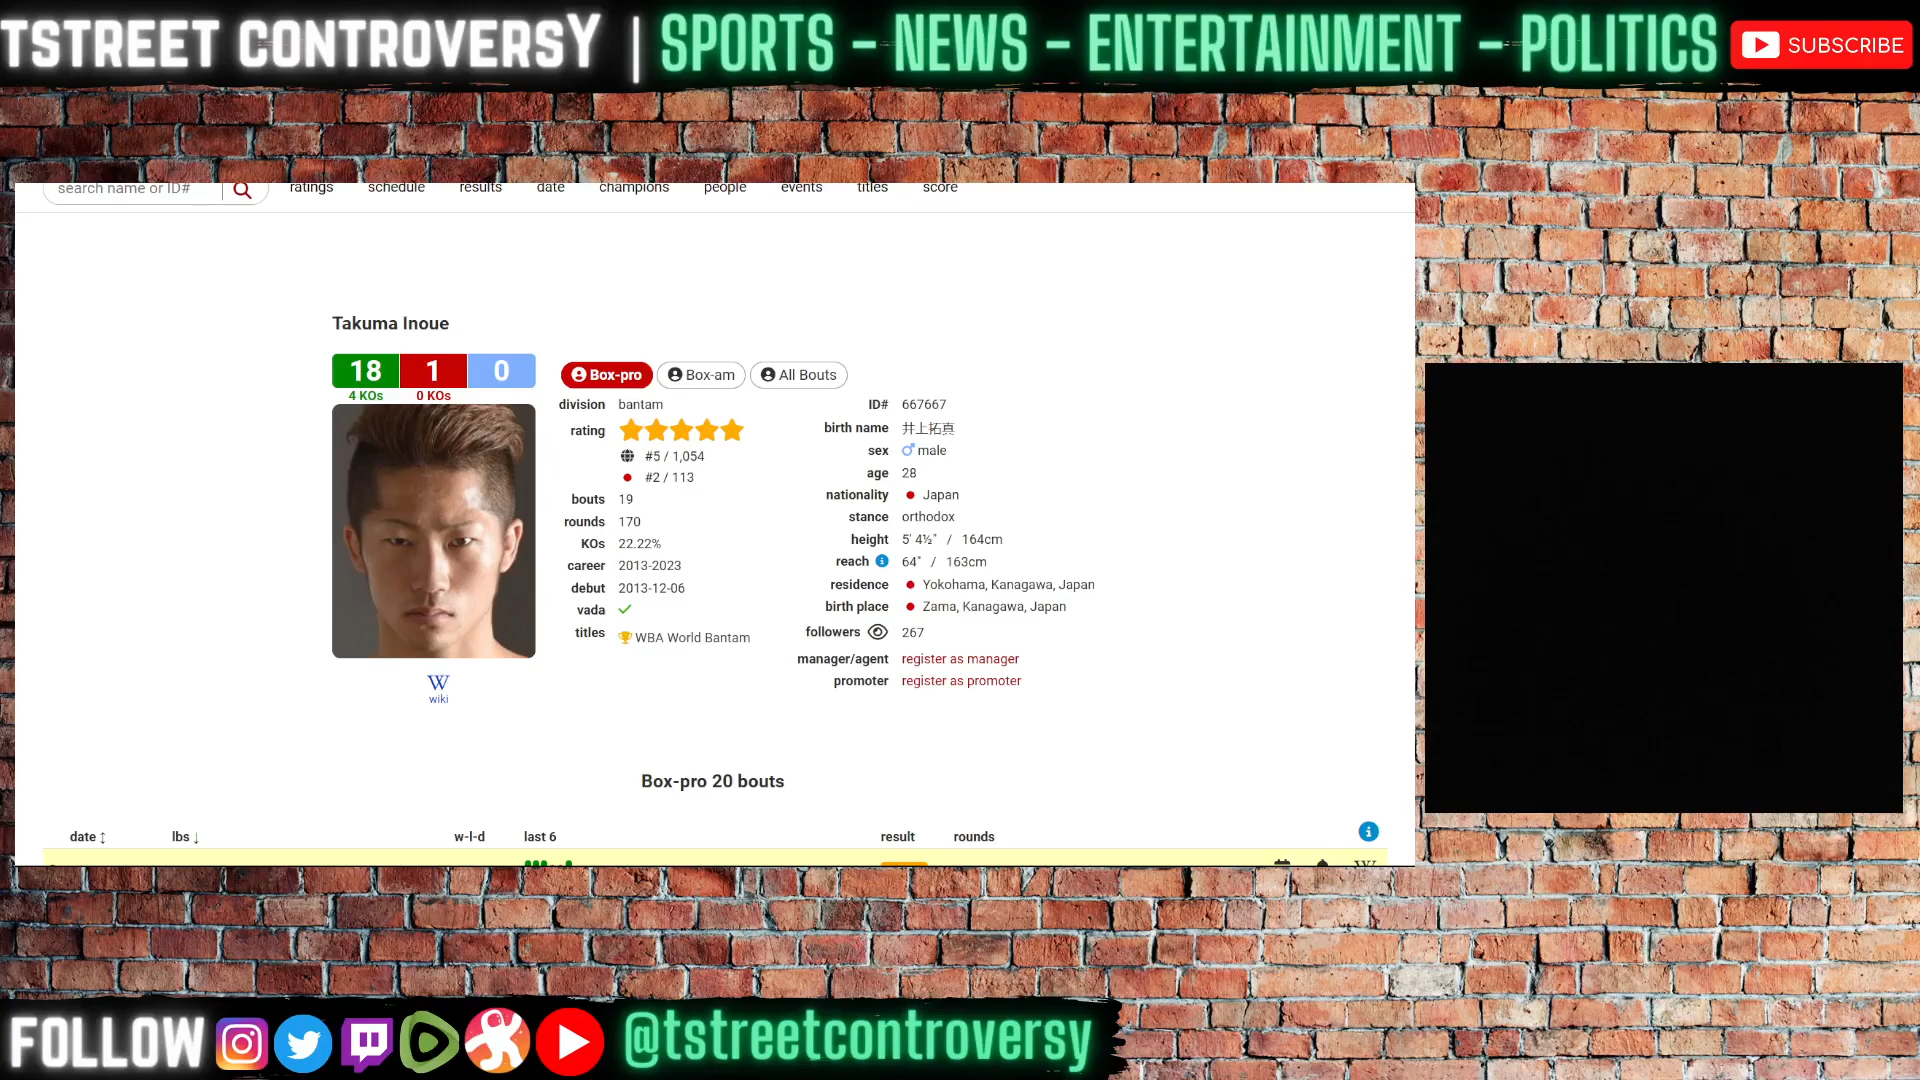 TSTREET CONTROVERSY | SPORTS - NEWS - ENTERTAINMENT - POLITICS
SUBSCRIBE
search name or ID#
ratings schedule results date champions people events titles score
Takuma Inoue
18 1 0
4 KOs 0 KOs
Box-pro Box-am All Bouts
division bantam
rating
#5 / 1,054
#2 / 113
bouts 19
rounds 170
KOs 22.22%
career 2013-2023
debut 2013-12-06
vada
titles WBA World Bantam
ID# 667667
birth name 井上拓真
sex male
age 28
nationality Japan
stance orthodox
height 5' 4½" / 164cm
reach 64" / 163cm
residence Yokohama, Kanagawa, Japan
birth place Zama, Kanagawa, Japan
followers 267
manager/agent register as manager
promoter register as promoter
W
wiki
Box-pro 20 bouts
date lbs w-l-d last 6 result rounds
FOLLOW @tstreetcontroversy